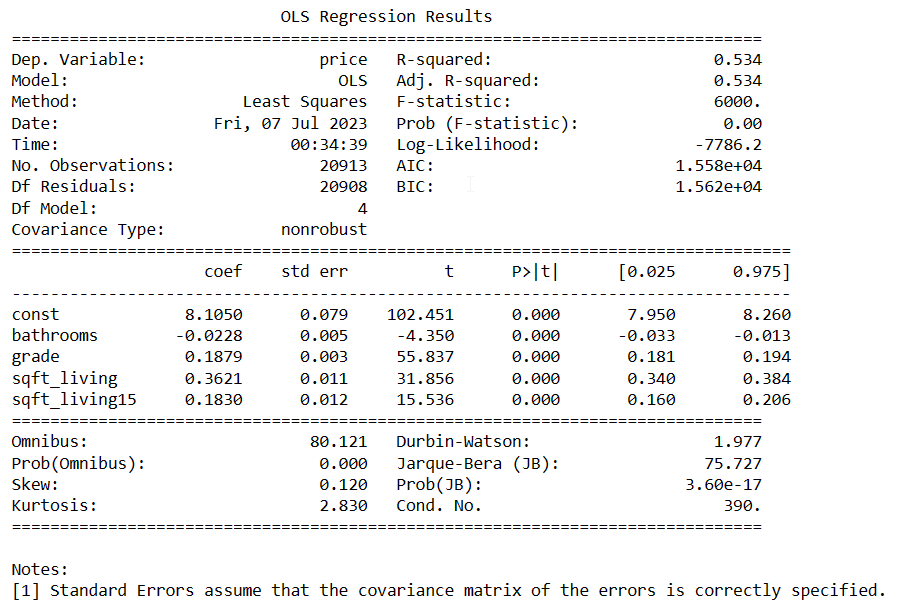 OLS Regression Results
==============================================================================
Dep. Variable: price R-squared: 0.534
Model: OLS Adj. R-squared: 0.534
Method: Least Squares F-statistic: 6000.
Date: Fri, 07 Jul 2023 Prob (F-statistic): 0.00
Time: 00:34:39 Log-Likelihood: -7786.2
No. Observations: 20913 AIC: 1.558e+04
Df Residuals: 20908 BIC: 1.562e+04
Df Model: 4
Covariance Type: nonrobust
=================================================================================
coef std err t P>|t| [0.025 0.975]
---------------------------------------------------------------------------------
const 8.1050 0.079 102.451 0.000 7.950 8.260
bathrooms -0.0228 0.005 -4.350 0.000 -0.033 -0.013
grade 0.1879 0.003 55.837 0.000 0.181 0.194
sqft_living 0.3621 0.011 31.856 0.000 0.340 0.384
sqft_living15 0.1830 0.012 15.536 0.000 0.160 0.206
==============================================================================
Omnibus: 80.121 Durbin-Watson: 1.977
Prob(Omnibus): 0.000 Jarque-Bera (JB): 75.727
Skew: 0.120 Prob(JB): 3.60e-17
Kurtosis: 2.830 Cond. No. 390.
==============================================================================
Notes:
[1] Standard Errors assume that the covariance matrix of the errors is correctly specified.